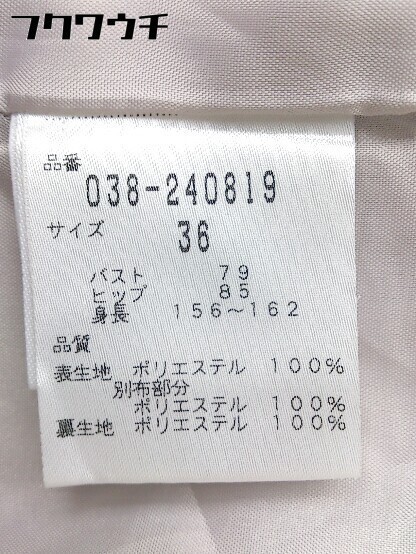 フクワウチ
品番
038-240819
サイズ 36
バスト 79
ヒップ 85
身長 156～162
品質
表生地 ポリエステル 100%
別布部分
ポリエステル 100%
裏生地 ポリエステル 100%